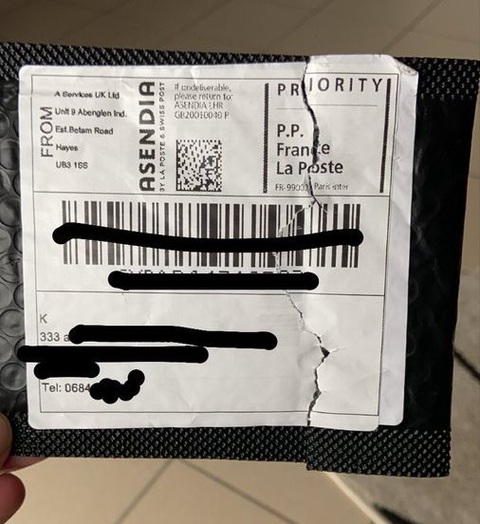 FROM
A Services UK Ltd
Unit 9 Abenglen Ind.
Est.Betam Road
Hayes
UB3 1SS
ASENDIA
BY LA POSTE & SWISS POST
If undeliverable,
please return to:
ASENDIA LHR
PRIORITY
P.P.
France
La Poste
Paris inter
K
333 a
Tel: 0684